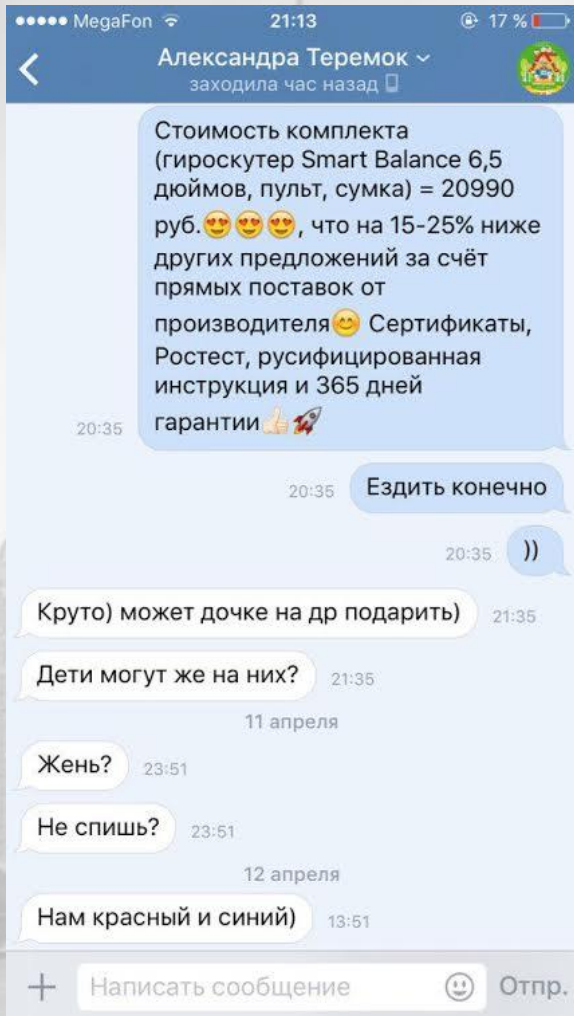 MegaFon 21:13 17 %
Александра Теремок
заходила час назад
Стоимость комплекта
(гироскутер Smart Balance 6,5
дюймов, пульт, сумка) = 20990
руб.😍😍😍, что на 15-25% ниже
других предложений за счёт
прямых поставок от
производителя😊 Сертификаты,
Ростест, русифицированная
инструкция и 365 дней
20:35 гарантии👍🏻🚀
20:35 Ездить конечно
20:35 ))
Круто) может дочке на др подарить) 21:35
Дети могут же на них? 21:35
11 апреля
Жень? 23:51
Не спишь? 23:51
12 апреля
Нам красный и синий) 13:51
Написать сообщение Отпр.